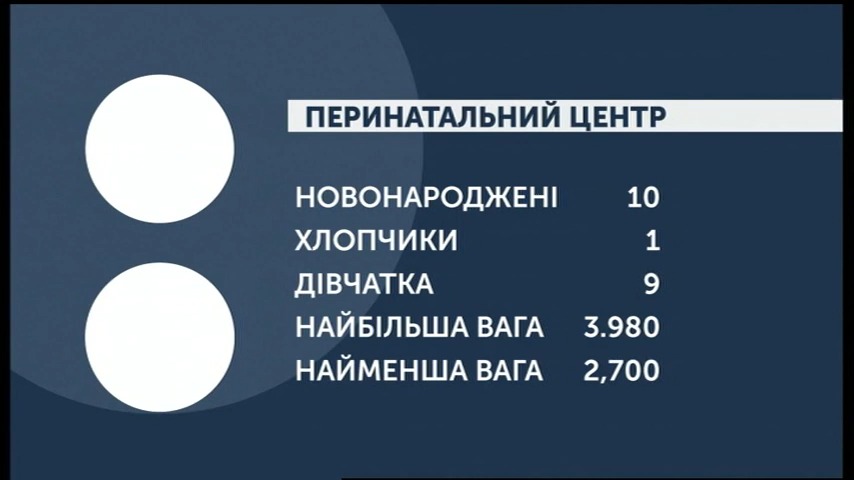 ПЕРИНАТАЛЬНИЙ ЦЕНТР
НОВОНАРОДЖЕНІ 10
ХЛОПЧИКИ 1
ДІВЧАТКА 9
НАЙБІЛЬША ВАГА 3.980
НАЙМЕНША ВАГА 2,700